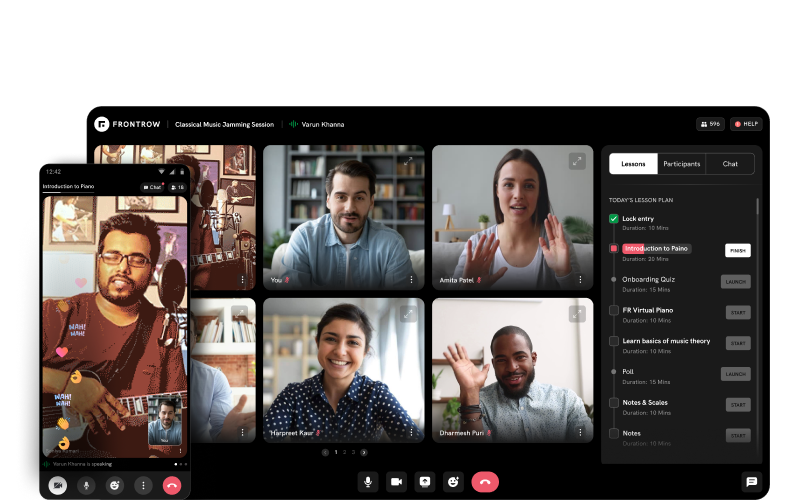 FRONTROW
Classical Music Jamming Session
Varun Khanna
596
HELP
12:42
Introduction to Piano
Chat
15
WAH!
WAH!
WAH!
WAH!
You
Varun Khanna is speaking
You
Amita Patel
Harpreet Kaur
Dharmesh Puri
1 2 3
Lessons
Participants
Chat
TODAY'S LESSON PLAN
Lock entry
Duration: 10 Mins
Introduction to Paino
Duration: 20 Mins
FINISH
Onboarding Quiz
Duration: 15 Mins
LAUNCH
FR Virtual Piano
Duration: 10 Mins
START
Learn basics of music theory
Duration: 10 Mins
START
Poll
Duration: 15 Mins
LAUNCH
Notes & Scales
Duration: 10 Mins
START
Notes
Duration: 10 Mins
START